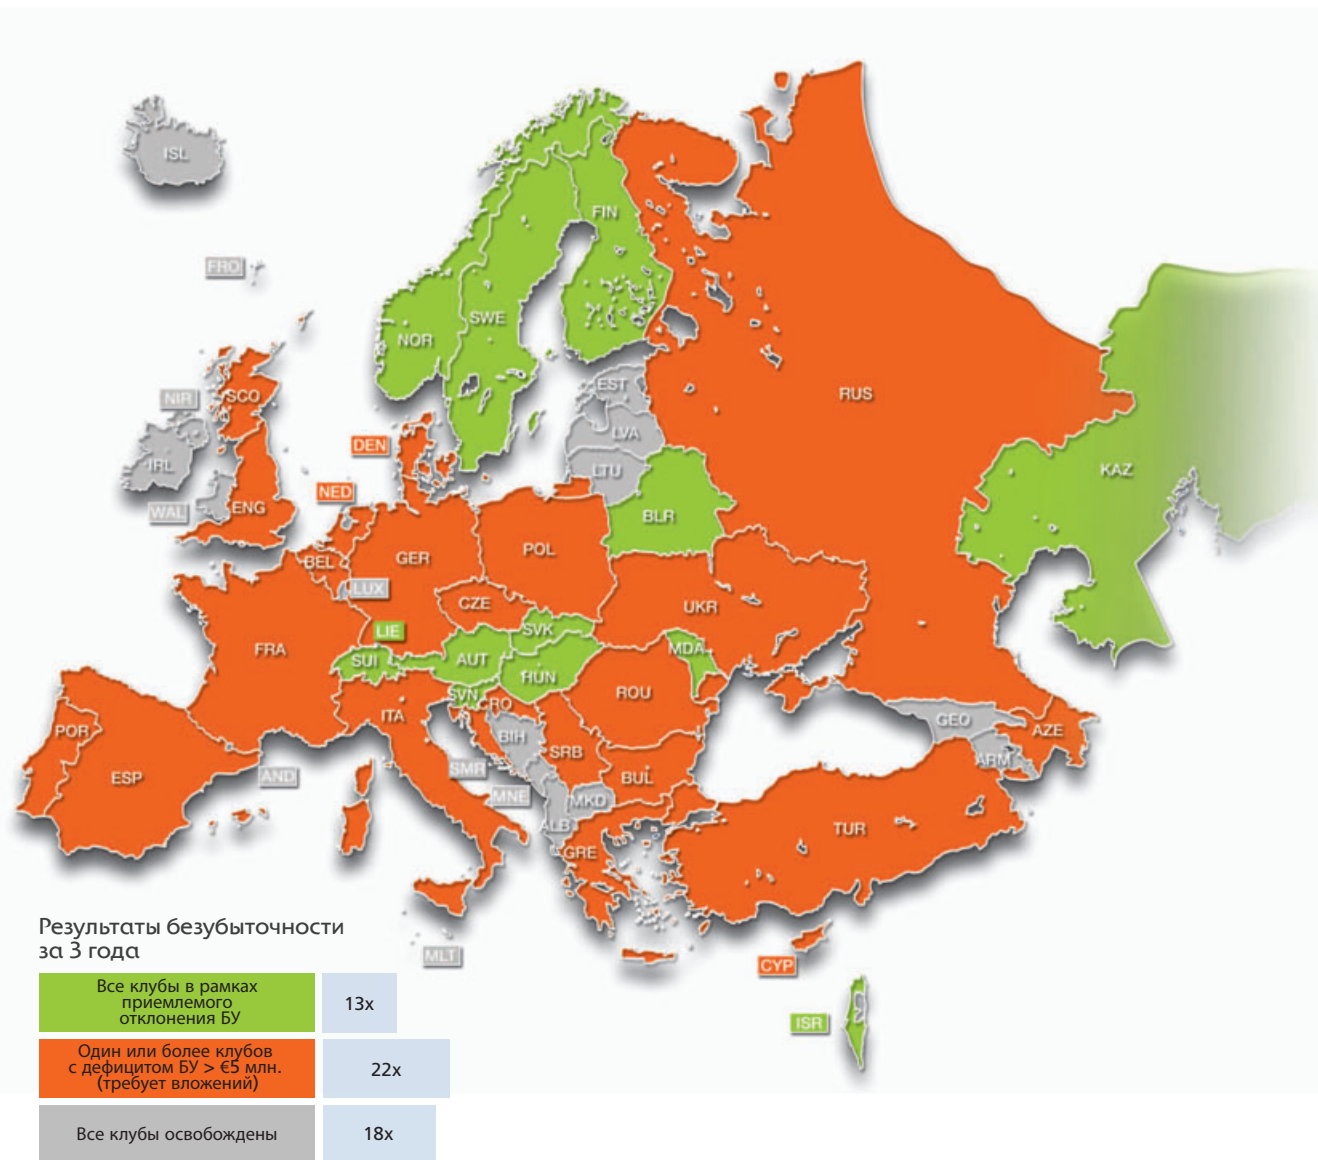 ISL
FIN
FRO
SWE
NOR
EST
NIR
SCO
RUS
LVA
DEN
IRL
LTU
KAZ
NED
WAL
ENG
BLR
BEL
GER
POL
LUX
CZE
UKR
LIE
SVK
FRA
SUI
AUT
MDA
HUN
SVN
ROU
CRO
ITA
GEO
POR
BIH
AZE
SRB
ARM
SMR
ESP
AND
BUL
MNE
MKD
ALB
TUR
GRE
MLT
CYP
ISR
Результаты безубыточности
за 3 года
Все клубы в рамках
приемлемого
отклонения БУ
13x
Один или более клубов
с дефицитом БУ > €5 млн.
(требует вложений)
22x
Все клубы освобождены
18x